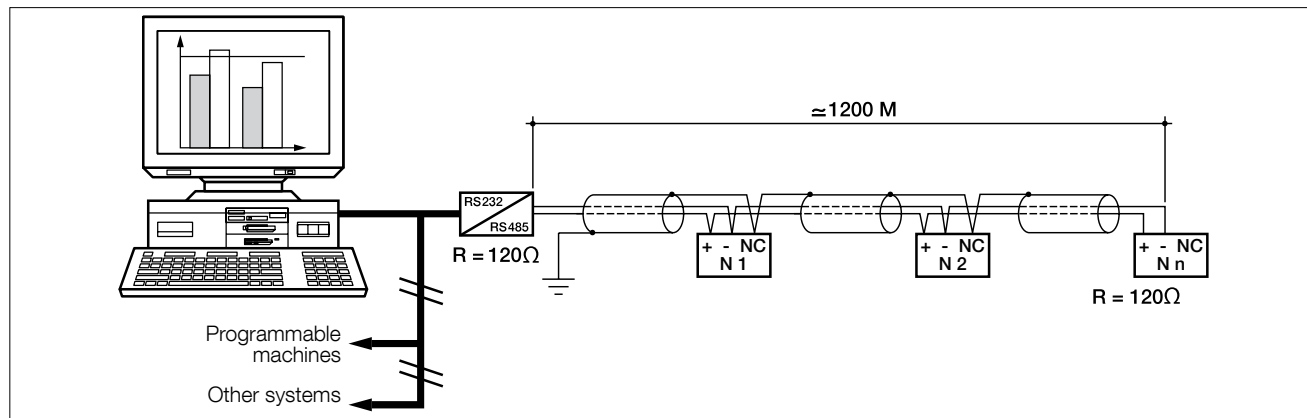 ≃1200 M
RS232
RS485
R = 120Ω
+ - NC
N 1
+ - NC
N 2
+ - NC
N n
R = 120Ω
Programmable
machines
Other systems